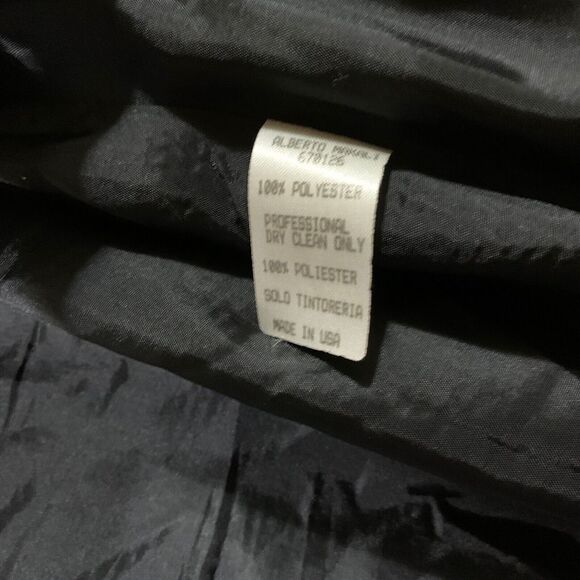 ALBERTO MAKALI
670126
100% POLYESTER
PROFESSIONAL
DRY CLEAN ONLY
100% POLIESTER
SOLO TINTORERIA
MADE IN USA